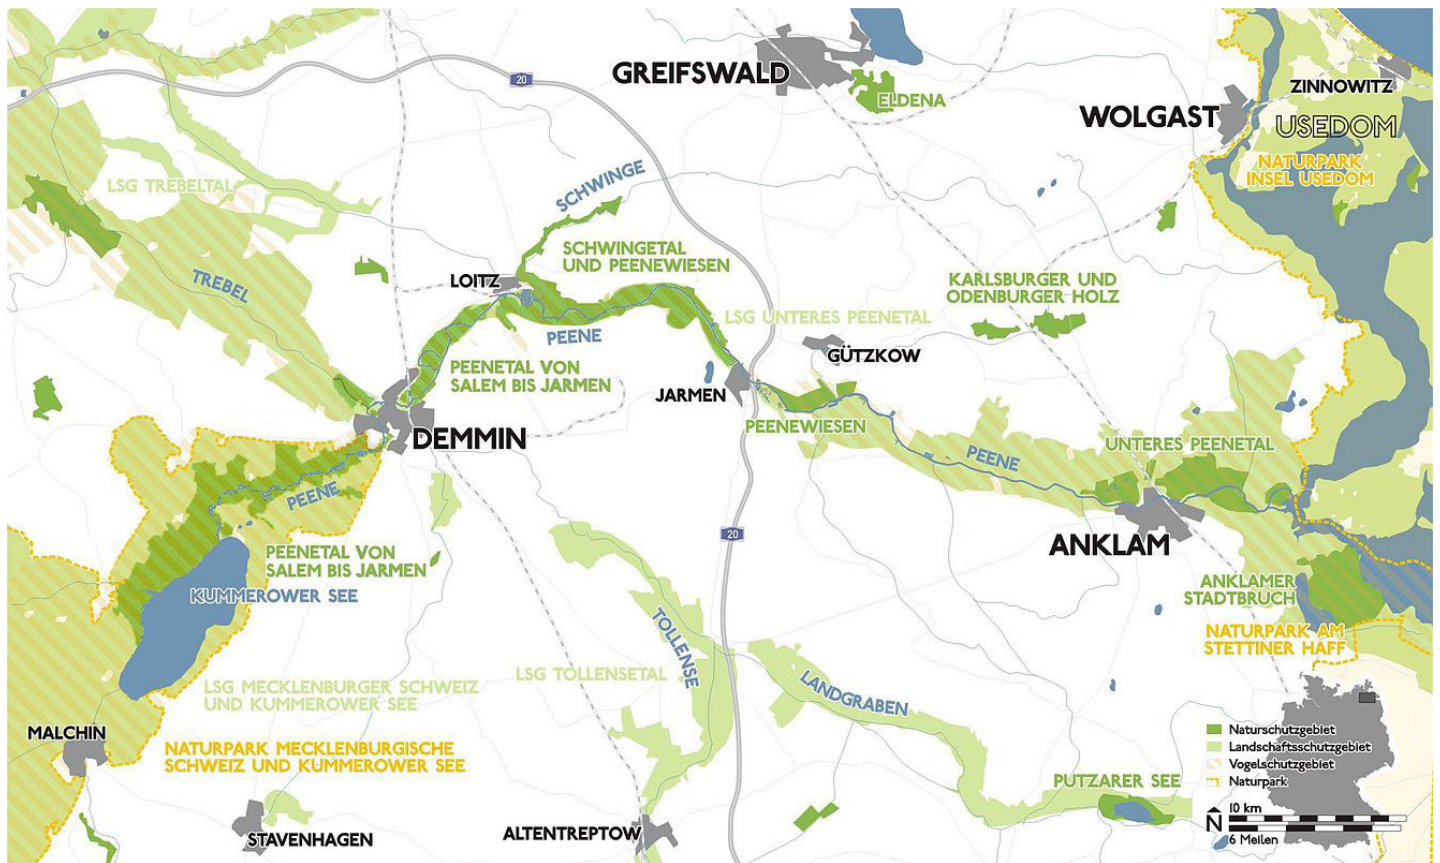 GREIFSWALD
ELDENA
WOLGAST
ZINNOWITZ
USEDOM
NATURPARK
INSEL USEDOM
20
LSG TREBELTAL
SCHWINGE
SCHWINGETAL
UND PEENEWIESEN
TREBEL
LOITZ
PEENE
KARLSBURGER UND
ODENBURGER HOLZ
LSG UNTERES PEENETAL
GÜTZKOW
PEENETAL VON
SALEM BIS JARMEN
JARMEN
PEENEWIESEN
DEMMIN
PEENE
UNTERES PEENETAL
PEENE
ANKLAM
20
PEENETAL VON
SALEM BIS JARMEN
KUMMEROWER SEE
ANKLAMER
STADTBRUCH
NATURPARK AM
STETTINER HAFF
TOLLENSE
LSG TOLLENSETAL
LANDGRABEN
LSG MECKLENBURGER SCHWEIZ
UND KUMMEROWER SEE
MALCHIN
NATURPARK MECKLENBURGISCHE
SCHWEIZ UND KUMMEROWER SEE
PUTZARER SEE
STAVENHAGEN
ALTENTREPTOW
Naturschutzgebiet
Landschaftsschutzgebiet
Vogelschutzgebiet
Naturpark
10 km
N
6 Meilen